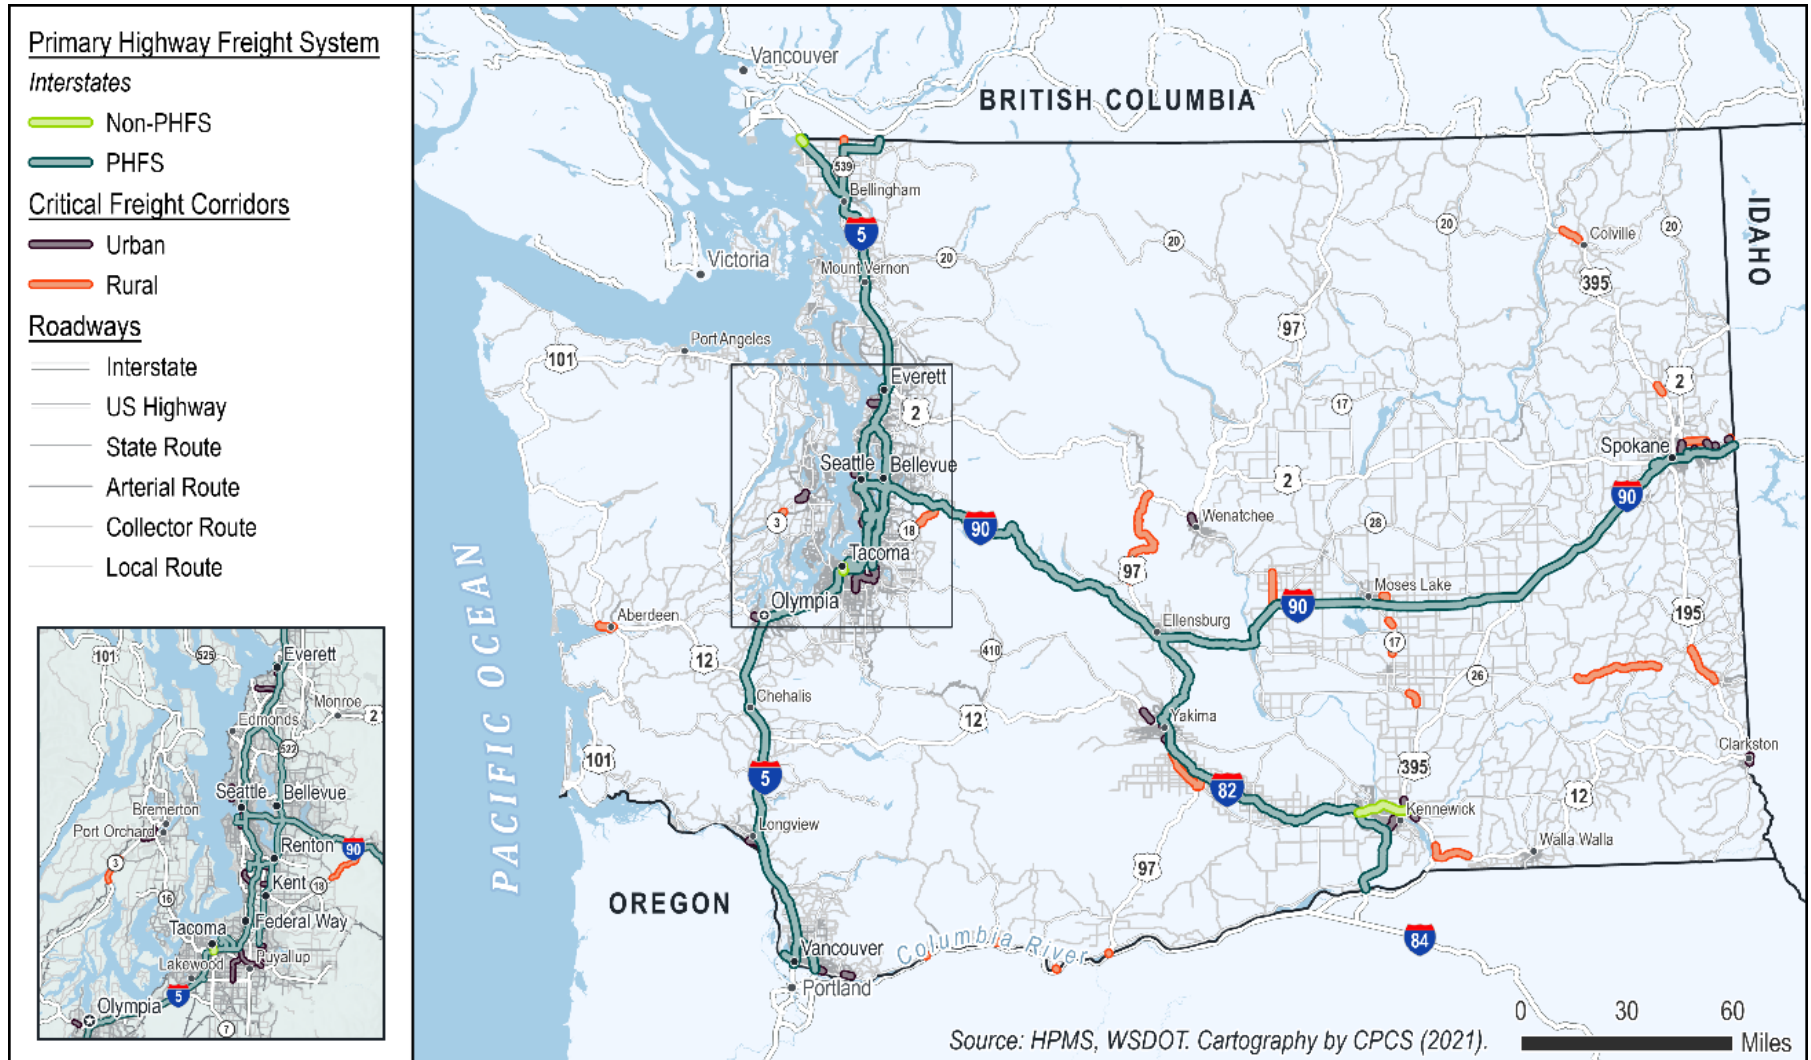 Primary Highway Freight System
Interstates
Non-PHFS
PHFS
Critical Freight Corridors
Urban
Rural
Roadways
Interstate
US Highway
State Route
Arterial Route
Collector Route
Local Route
101
525
Everett
Monroe
2
Edmonds
522
Seattle
Bellevue
Bremerton
Port Orchard
Renton
90
3
Kent
18
16
Federal Way
Tacoma
Lakewood
Puyallup
5
Olympia
7
Vancouver
BRITISH COLUMBIA
539
Bellingham
5
IDAHO
20
20
20
20
Colville
Victoria
Mount Vernon
395
97
Port Angeles
101
Everett
2
2
17
Seattle
Bellevue
Spokane
2
90
3
18
90
Wenatchee
28
Tacoma
97
Moses Lake
90
Olympia
Aberdeen
Ellensburg
195
17
12
410
26
PACIFIC OCEAN
Chehalis
12
Yakima
Clarkston
101
5
395
82
12
Kennewick
Longview
Walla Walla
97
OREGON
Vancouver
Columbia River
84
Portland
0 30 60
Miles
Source: HPMS, WSDOT. Cartography by CPCS (2021).